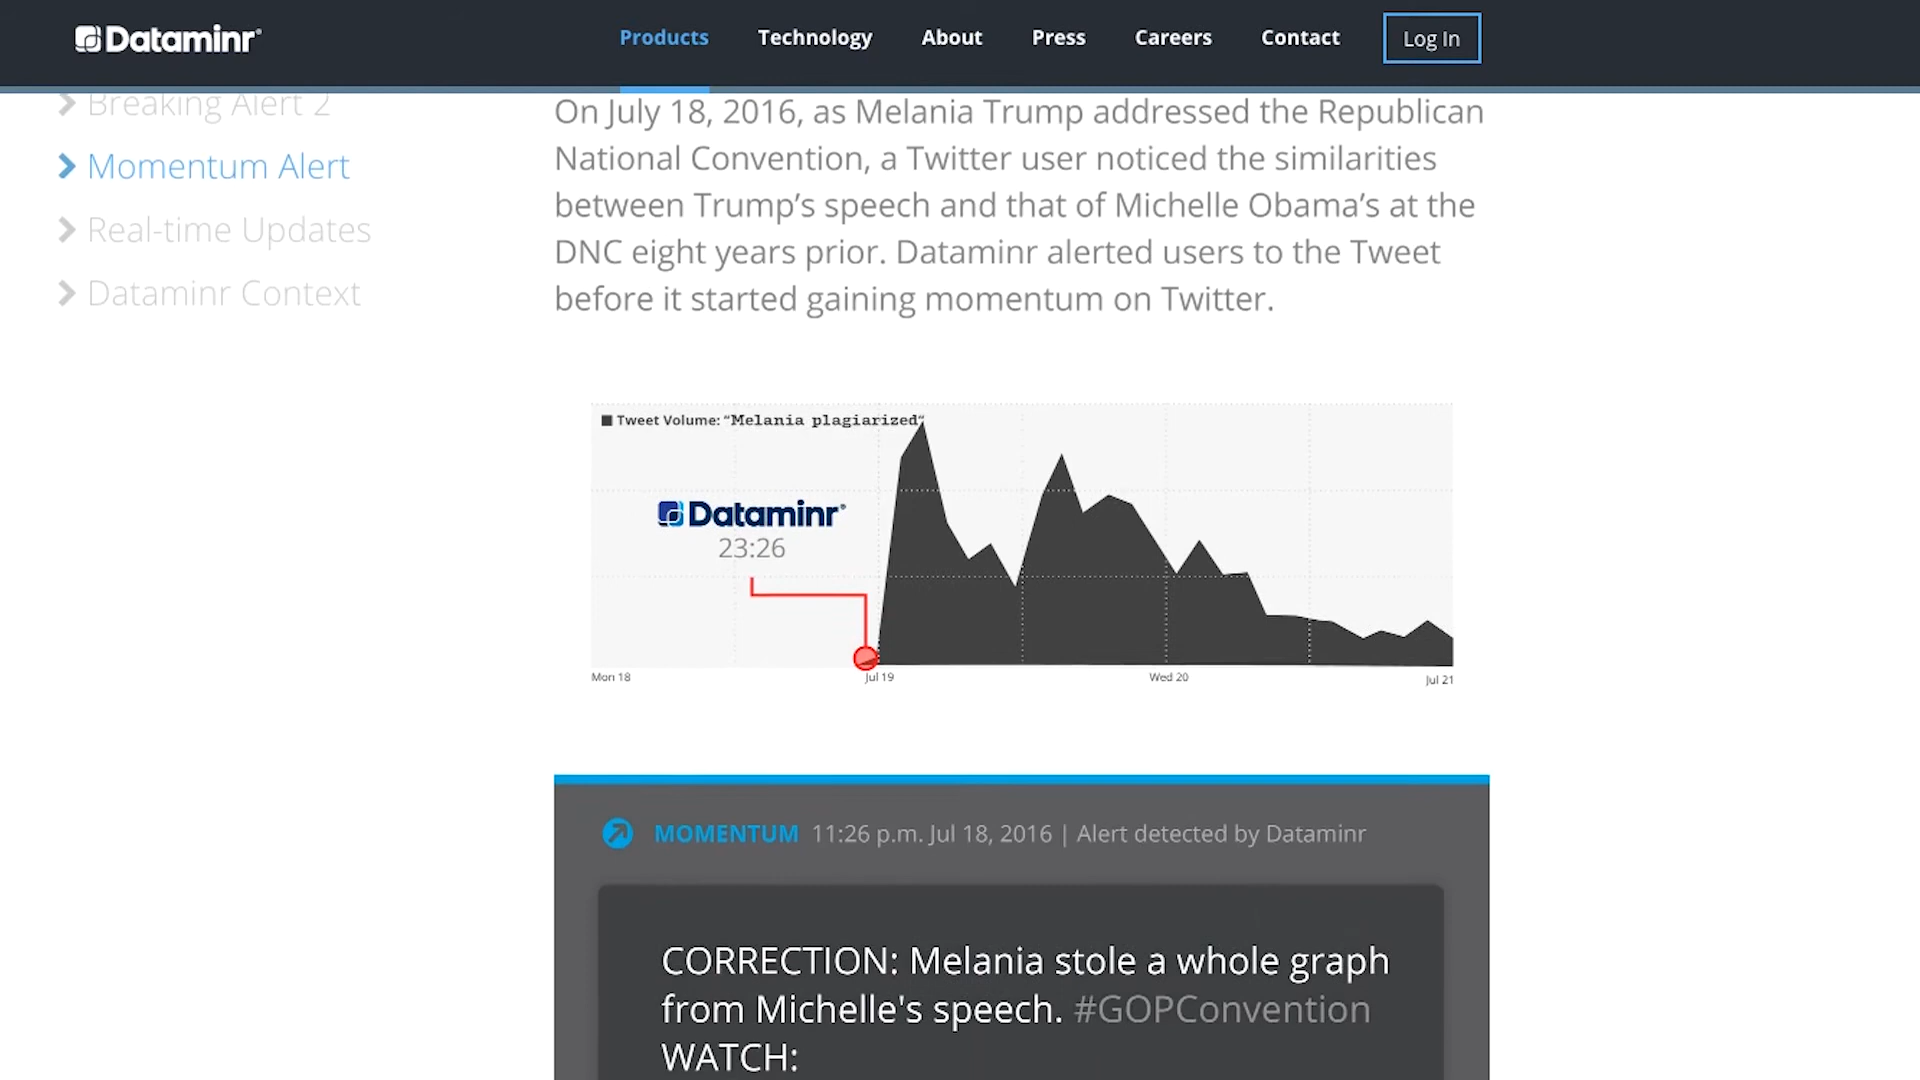 Dataminr
Products Technology About Press Careers Contact Log In
Breaking Alert 2
Momentum Alert
Real-time Updates
Dataminr Context
On July 18, 2016, as Melania Trump addressed the Republican
National Convention, a Twitter user noticed the similarities
between Trump’s speech and that of Michelle Obama’s at the
DNC eight years prior. Dataminr alerted users to the Tweet
before it started gaining momentum on Twitter.
Tweet Volume: “Melania plagiarized”
Dataminr
23:26
Mon 18 Jul 19 Wed 20 Jul 21
MOMENTUM 11:26 p.m. Jul 18, 2016 | Alert detected by Dataminr
CORRECTION: Melania stole a whole graph
from Michelle's speech. #GOPConvention
WATCH: